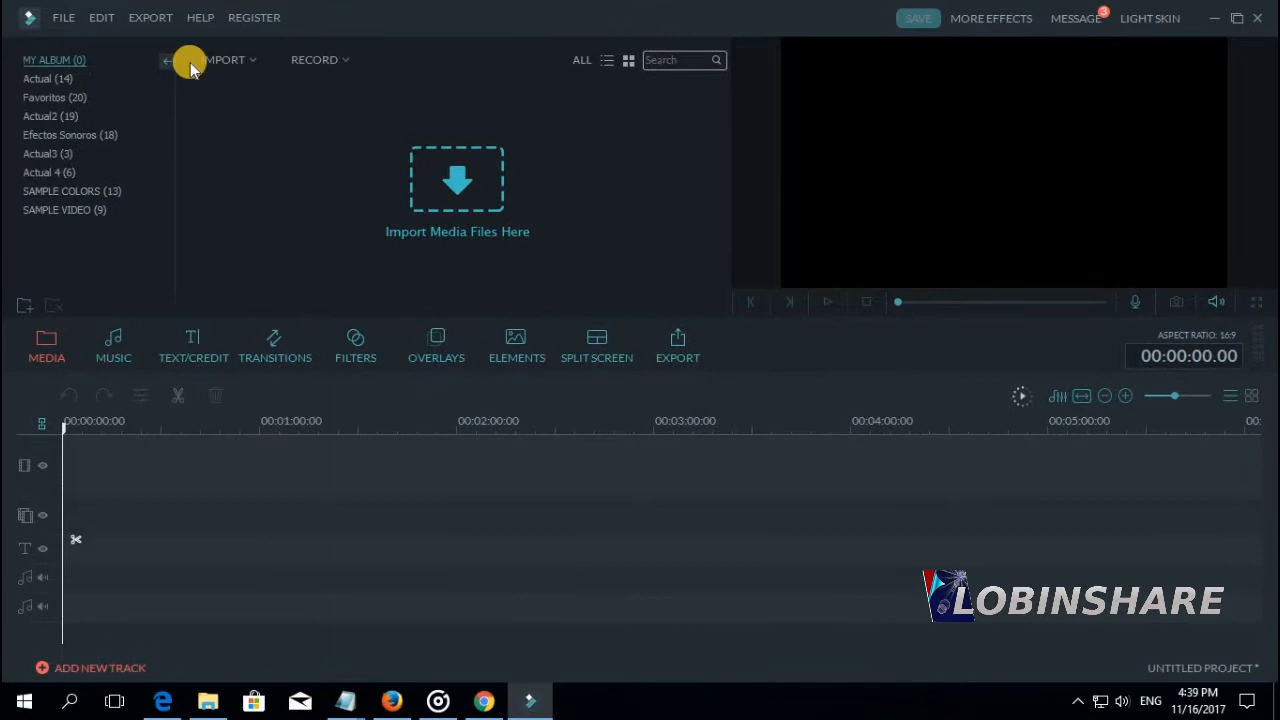 FILE EDIT EXPORT HELP REGISTER SAVE MORE EFFECTS MESSAGE 3 LIGHT SKIN
MY ALBUM (0)
Actual (14)
Favoritos (20)
Actual2 (19)
Efectos Sonoros (18)
Actual3 (3)
Actual 4 (6)
SAMPLE COLORS (13)
SAMPLE VIDEO (9)
RECORD ALL Search
Import Media Files Here
MEDIA MUSIC TEXT/CREDIT TRANSITIONS FILTERS OVERLAYS ELEMENTS SPLIT SCREEN EXPORT
ASPECT RATIO: 16:9
00:00:00.00
00:00:00:00 00:01:00:00 00:02:00:00 00:03:00:00 00:04:00:00 00:05:00:00 00:
LOBINSHARE
ADD NEW TRACK
UNTITLED PROJECT *
ENG
4:39 PM
11/16/2017